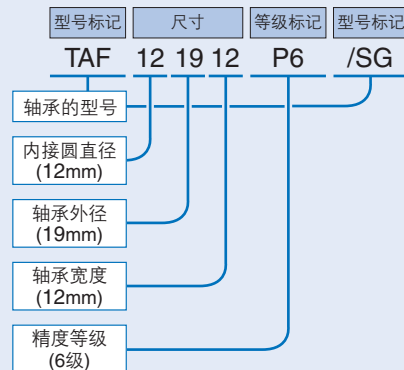 型号标记 尺寸 等级标记 型号标记
TAF 12 19 12 P6 /SG
轴承的型号
内接圆直径
(12mm)
轴承外径
(19mm)
轴承宽度
(12mm)
精度等级
(6级)